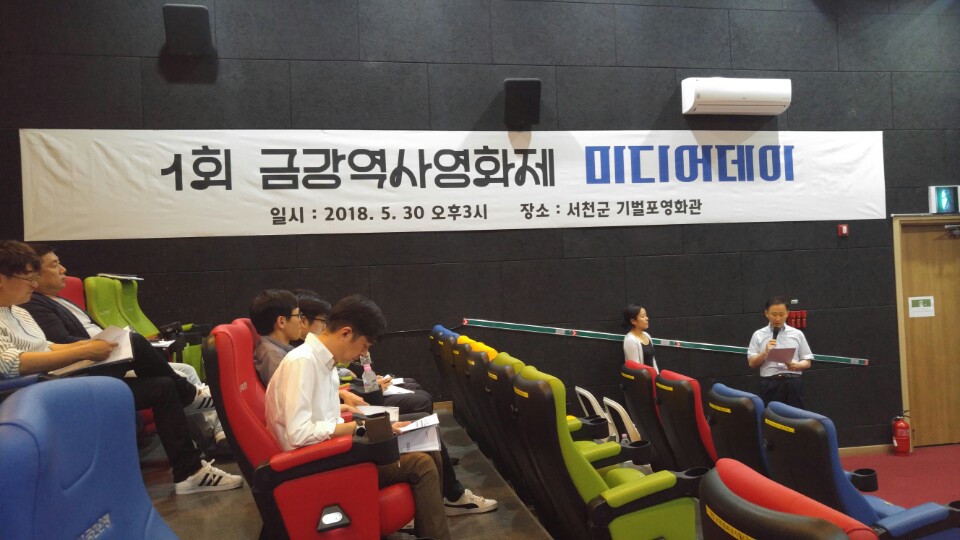 1회 금강역사영화제 미디어데이
일시 : 2018. 5. 30 오후3시 장소 : 서천군 기벌포영화관